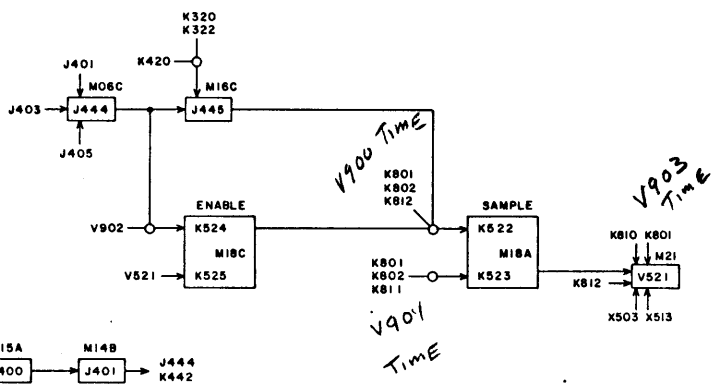 K320
K322
J401
K420
M06C
M16C
J403
J444
J445
J405
V900 TIME
K801
K802
K812
V903
TIME
ENABLE
SAMPLE
V902
K524
K522
K810 K801
M18C
M18A
M21
V521
K525
K801
K802
K811
K523
K812
V521
X503 X513
V904
TIME
15A
M14B
400
J401
J444
K442